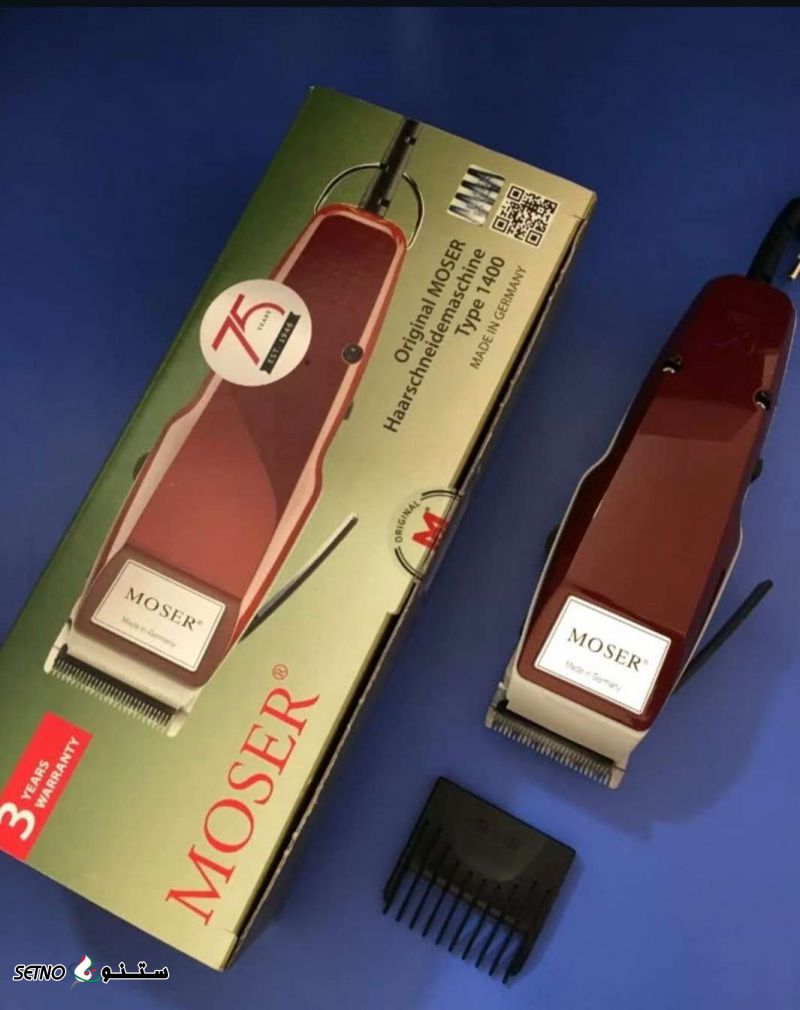 Original MOSER
Haarschneidemaschine
Type 1400
MADE IN GERMANY
75
YEARS
EST. 1946
ORIGINAL
M®
MOSER®
Made in Germany
3 YEARS
WARRANTY
MOSER®
MOSER®
Made in Germany
SETNO ستنو